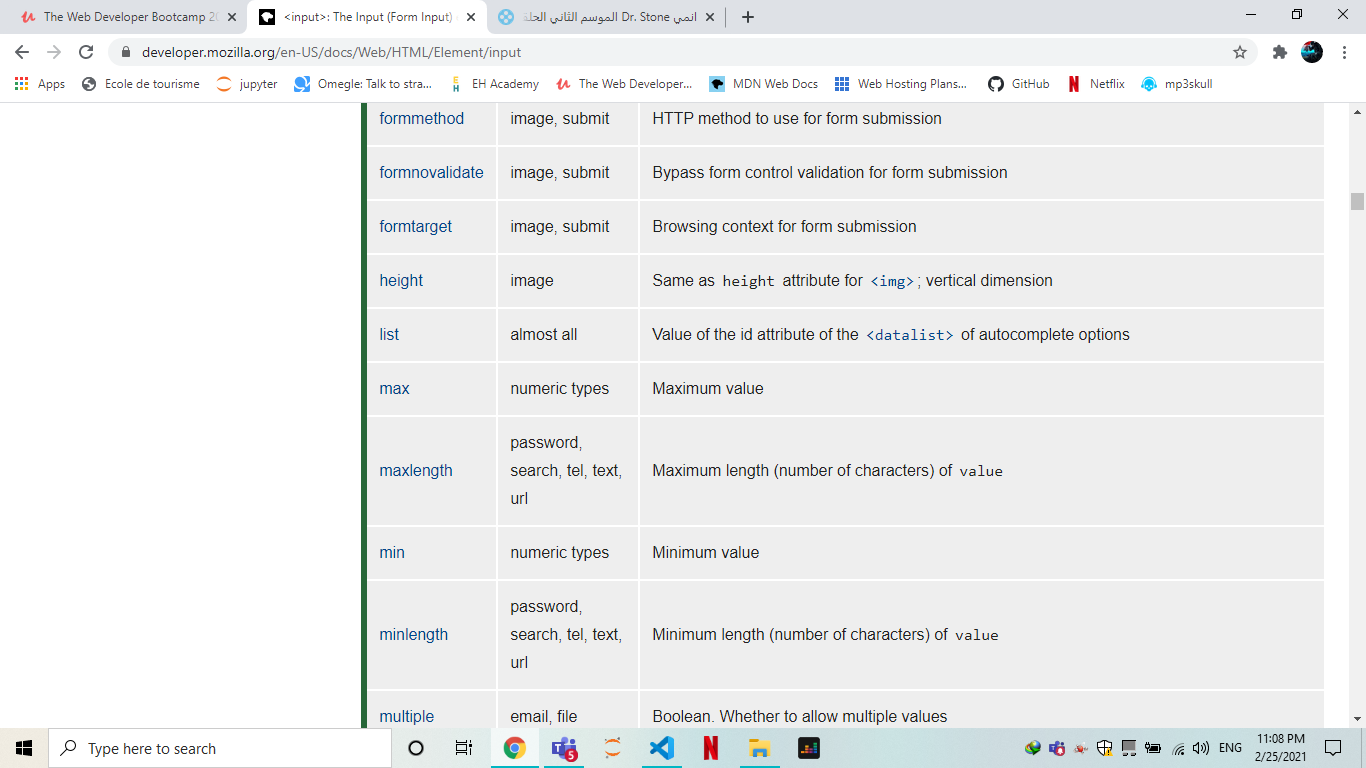 The Web Developer Bootcamp 20
<input>: The Input (Form Input)
انمي Dr. Stone الموسم الثاني الحلة
developer.mozilla.org/en-US/docs/Web/HTML/Element/input
Apps
Ecole de tourisme
jupyter
Omegle: Talk to stra...
EH Academy
The Web Developer...
MDN Web Docs
Web Hosting Plans...
GitHub
Netflix
mp3skull
formmethod image, submit HTTP method to use for form submission
formnovalidate image, submit Bypass form control validation for form submission
formtarget image, submit Browsing context for form submission
height image Same as height attribute for <img>; vertical dimension
list almost all Value of the id attribute of the <datalist> of autocomplete options
max numeric types Maximum value
maxlength password, search, tel, text, url Maximum length (number of characters) of value
min numeric types Minimum value
minlength password, search, tel, text, url Minimum length (number of characters) of value
multiple email, file Boolean. Whether to allow multiple values
Type here to search
5
ENG
11:08 PM
2/25/2021